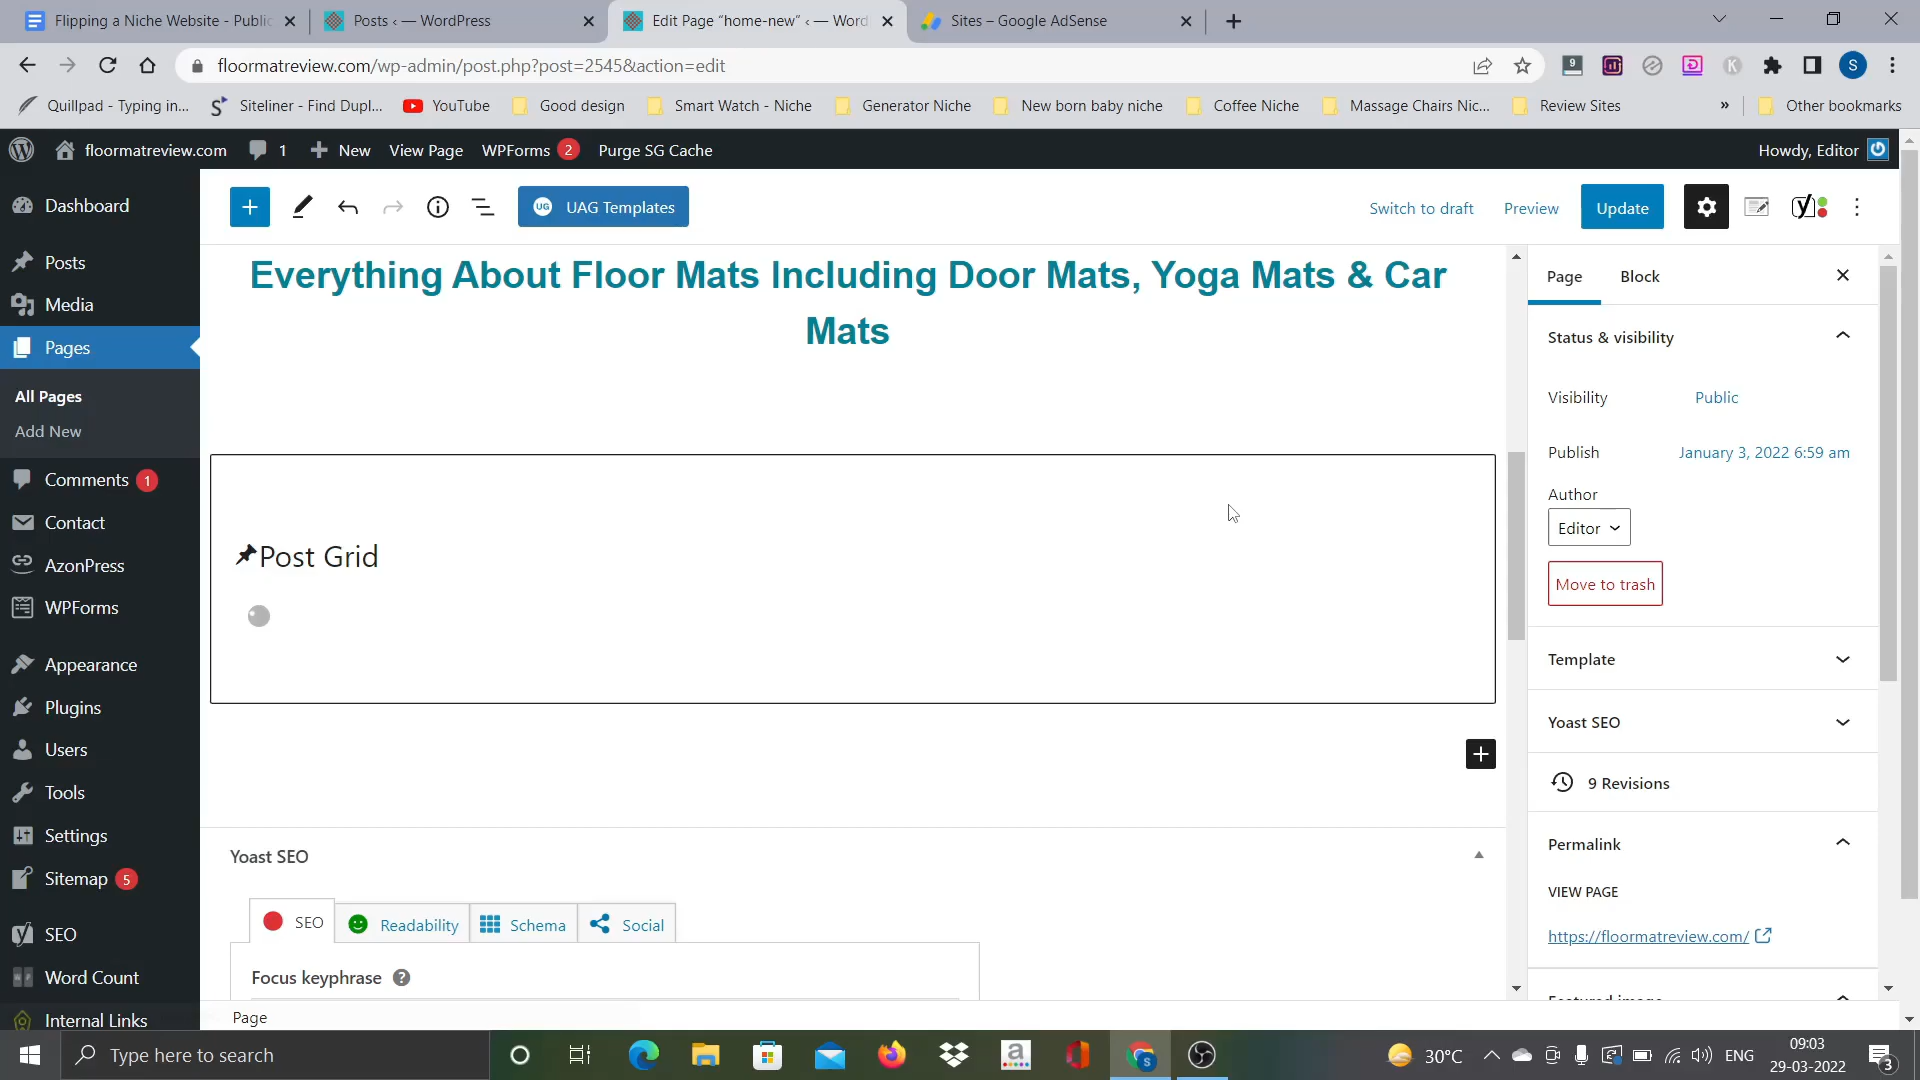 Flipping a Niche Website - Public
Posts ‹ — WordPress
Edit Page “home-new” ‹ — Word
Sites – Google AdSense
floormatreview.com/wp-admin/post.php?post=2545&action=edit
Quillpad - Typing in...
Siteliner - Find Dupl...
YouTube
Good design
Smart Watch - Niche
Generator Niche
New born baby niche
Coffee Niche
Massage Chairs Nic...
Review Sites
»
Other bookmarks
floormatreview.com
1
New
View Page
WPForms 2
Purge SG Cache
Howdy, Editor
Dashboard
Posts
Media
Pages
All Pages
Add New
Comments 1
Contact
AzonPress
WPForms
Appearance
Plugins
Users
Tools
Settings
Sitemap 5
SEO
Word Count
Internal Links
UG UAG Templates
Switch to draft
Preview
Update
Everything About Floor Mats Including Door Mats, Yoga Mats & Car
Mats
Post Grid
Yoast SEO
SEO
Readability
Schema
Social
Focus keyphrase ?
Page
Page
Block
Status & visibility
Visibility
Public
Publish
January 3, 2022 6:59 am
Author
Editor
Move to trash
Template
Yoast SEO
9 Revisions
Permalink
VIEW PAGE
https://floormatreview.com/
Type here to search
30°C
ENG
09:03
29-03-2022
3